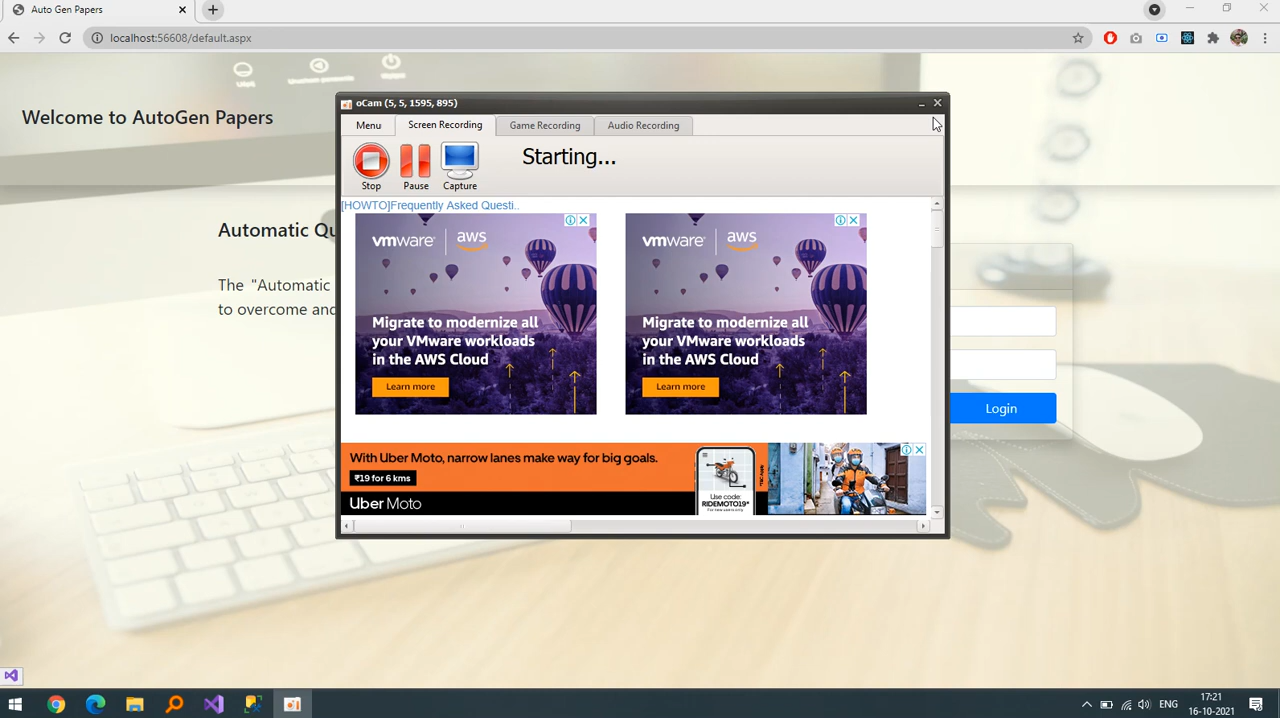 Auto Gen Papers
localhost:56608/default.aspx
Welcome to AutoGen Papers
oCam (5, 5, 1595, 895)
Menu
Screen Recording
Game Recording
Audio Recording
Starting...
Stop
Pause
Capture
[HOWTO]Frequently Asked Questi..
vmware
aws
Migrate to modernize all
your VMware workloads
in the AWS Cloud
Learn more
vmware
aws
Migrate to modernize all
your VMware workloads
in the AWS Cloud
Learn more
Automatic Qu
The "Automatic
to overcome and
Login
With Uber Moto, narrow lanes make way for big goals.
₹19 for 6 kms
Uber Moto
Use code:
RIDEMOTO19*
ENG
17:21
16-10-2021